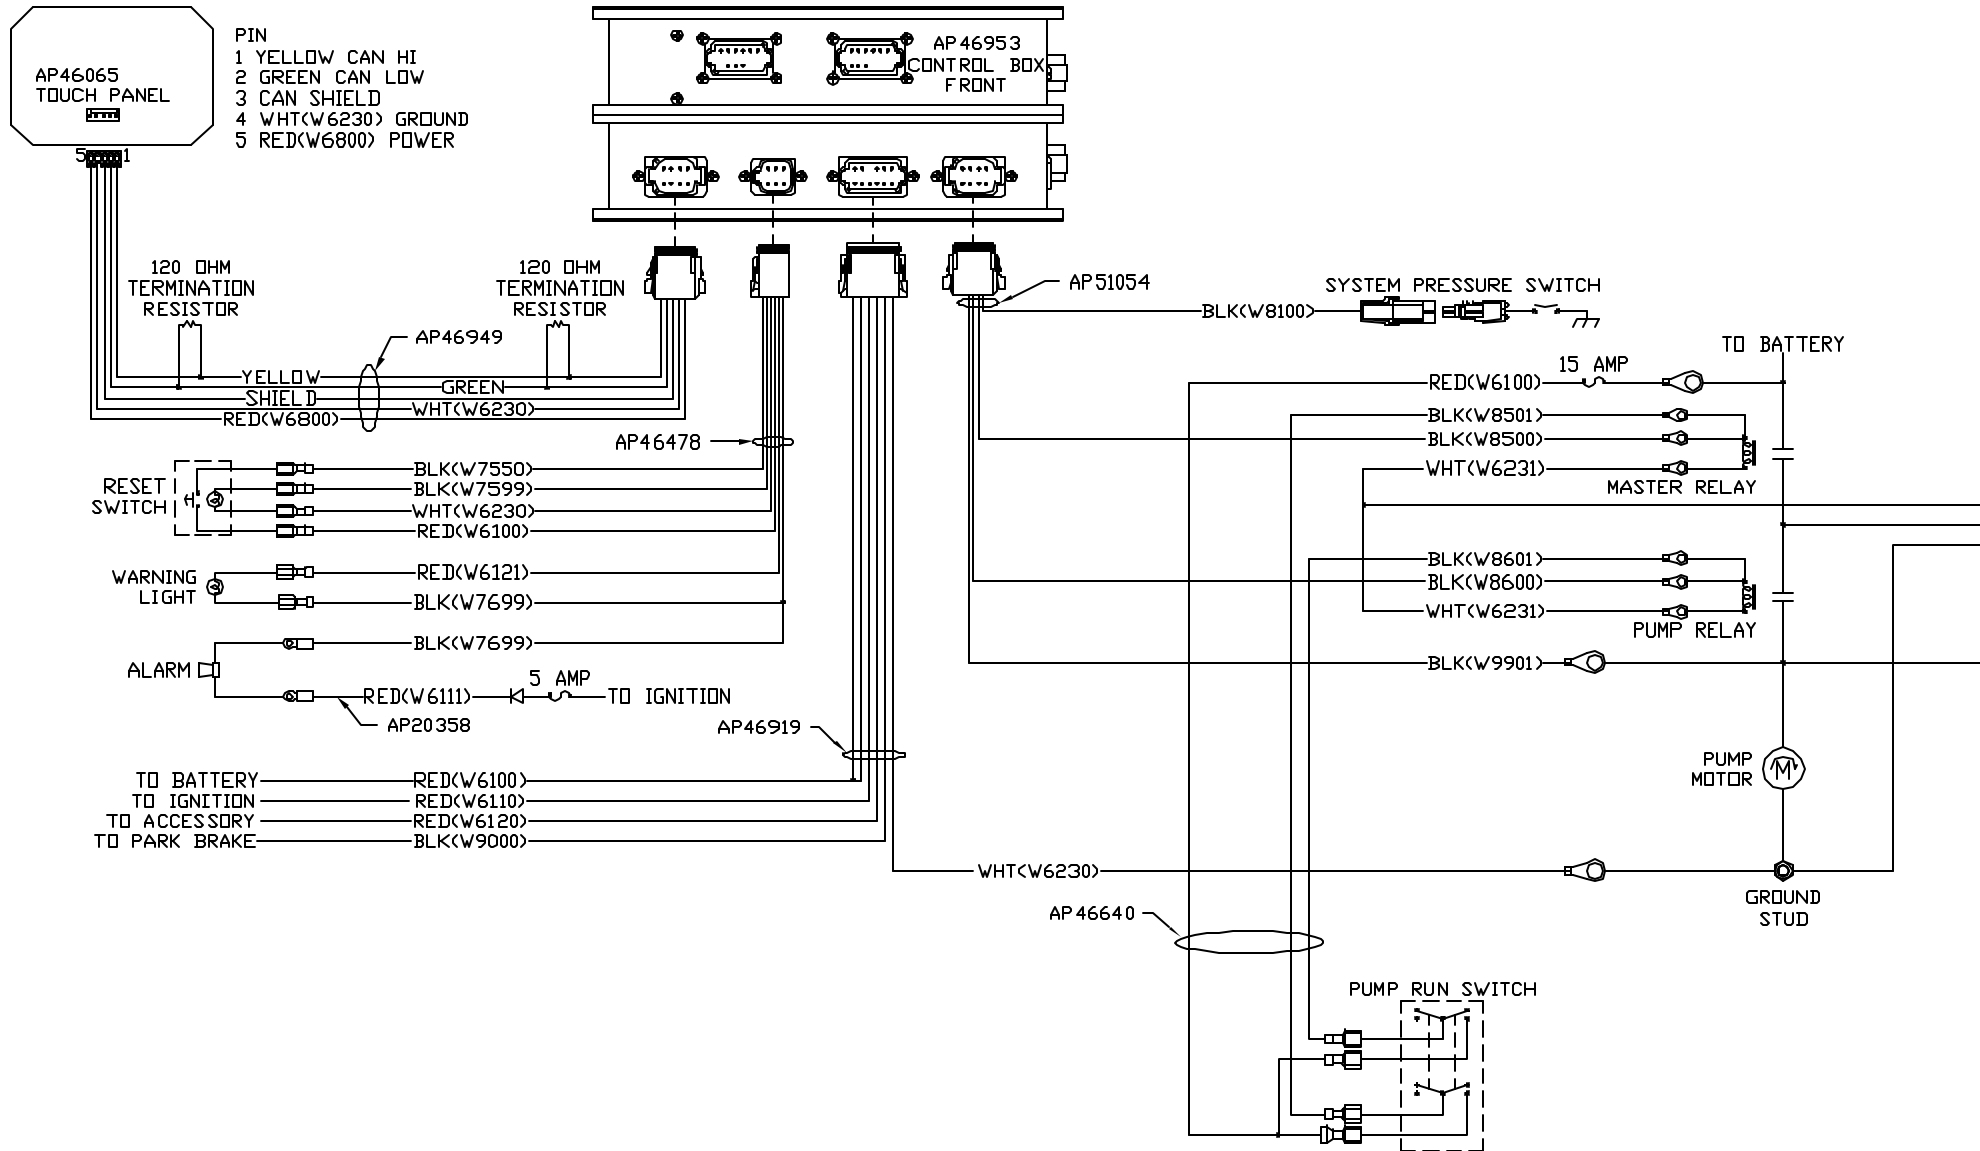 AP46065
TOUCH PANEL
5
1
PIN
1 YELLOW CAN HI
2 GREEN CAN LOW
3 CAN SHIELD
4 WHT(W6230) GROUND
5 RED(W6800) POWER
AP46953
CONTROL BOX
FRONT
120 OHM
TERMINATION
RESISTOR
120 OHM
TERMINATION
RESISTOR
AP46949
YELLOW
GREEN
SHIELD
WHT(W6230)
RED(W6800)
AP46478
RESET
SWITCH
BLK(W7550)
BLK(W7599)
WHT(W6230)
RED(W6100)
WARNING
LIGHT
RED(W6121)
BLK(W7699)
ALARM
BLK(W7699)
RED(W6111)
5 AMP
TO IGNITION
AP20358
AP46919
TO BATTERY
RED(W6100)
TO IGNITION
RED(W6110)
TO ACCESSORY
RED(W6120)
TO PARK BRAKE
BLK(W9000)
AP51054
BLK(W8100)
SYSTEM PRESSURE SWITCH
TO BATTERY
15 AMP
RED(W6100)
BLK(W8501)
BLK(W8500)
WHT(W6231)
MASTER RELAY
BLK(W8601)
BLK(W8600)
WHT(W6231)
PUMP RELAY
BLK(W9901)
PUMP
MOTOR
M
WHT(W6230)
GROUND
STUD
AP46640
PUMP RUN SWITCH